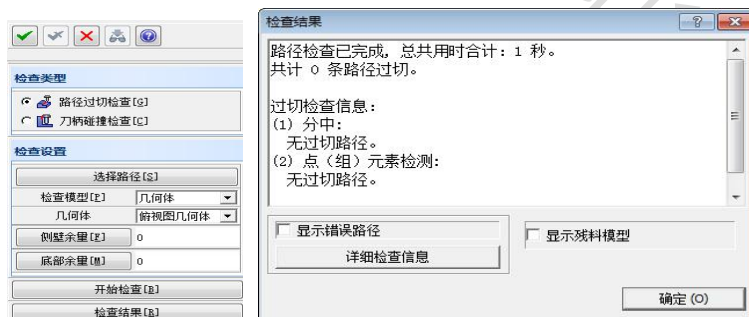 检查类型
路径过切检查[G]
刀柄碰撞检查[C]
检查设置
选择路径[S]
检查模型[P] 几何体
几何体 俯视图几何体
侧壁余里[E] 0
底部余里[M] 0
开始检查[B]
检查结果[R]
检查结果
路径检查已完成, 总共用时合计: 1 秒。
共计 0 条路径过切。
过切检查信息:
(1) 分中:
无过切路径。
(2) 点(组)元素检测:
无过切路径。
显示错误路径
详细检查信息
显示残料模型
确定(O)